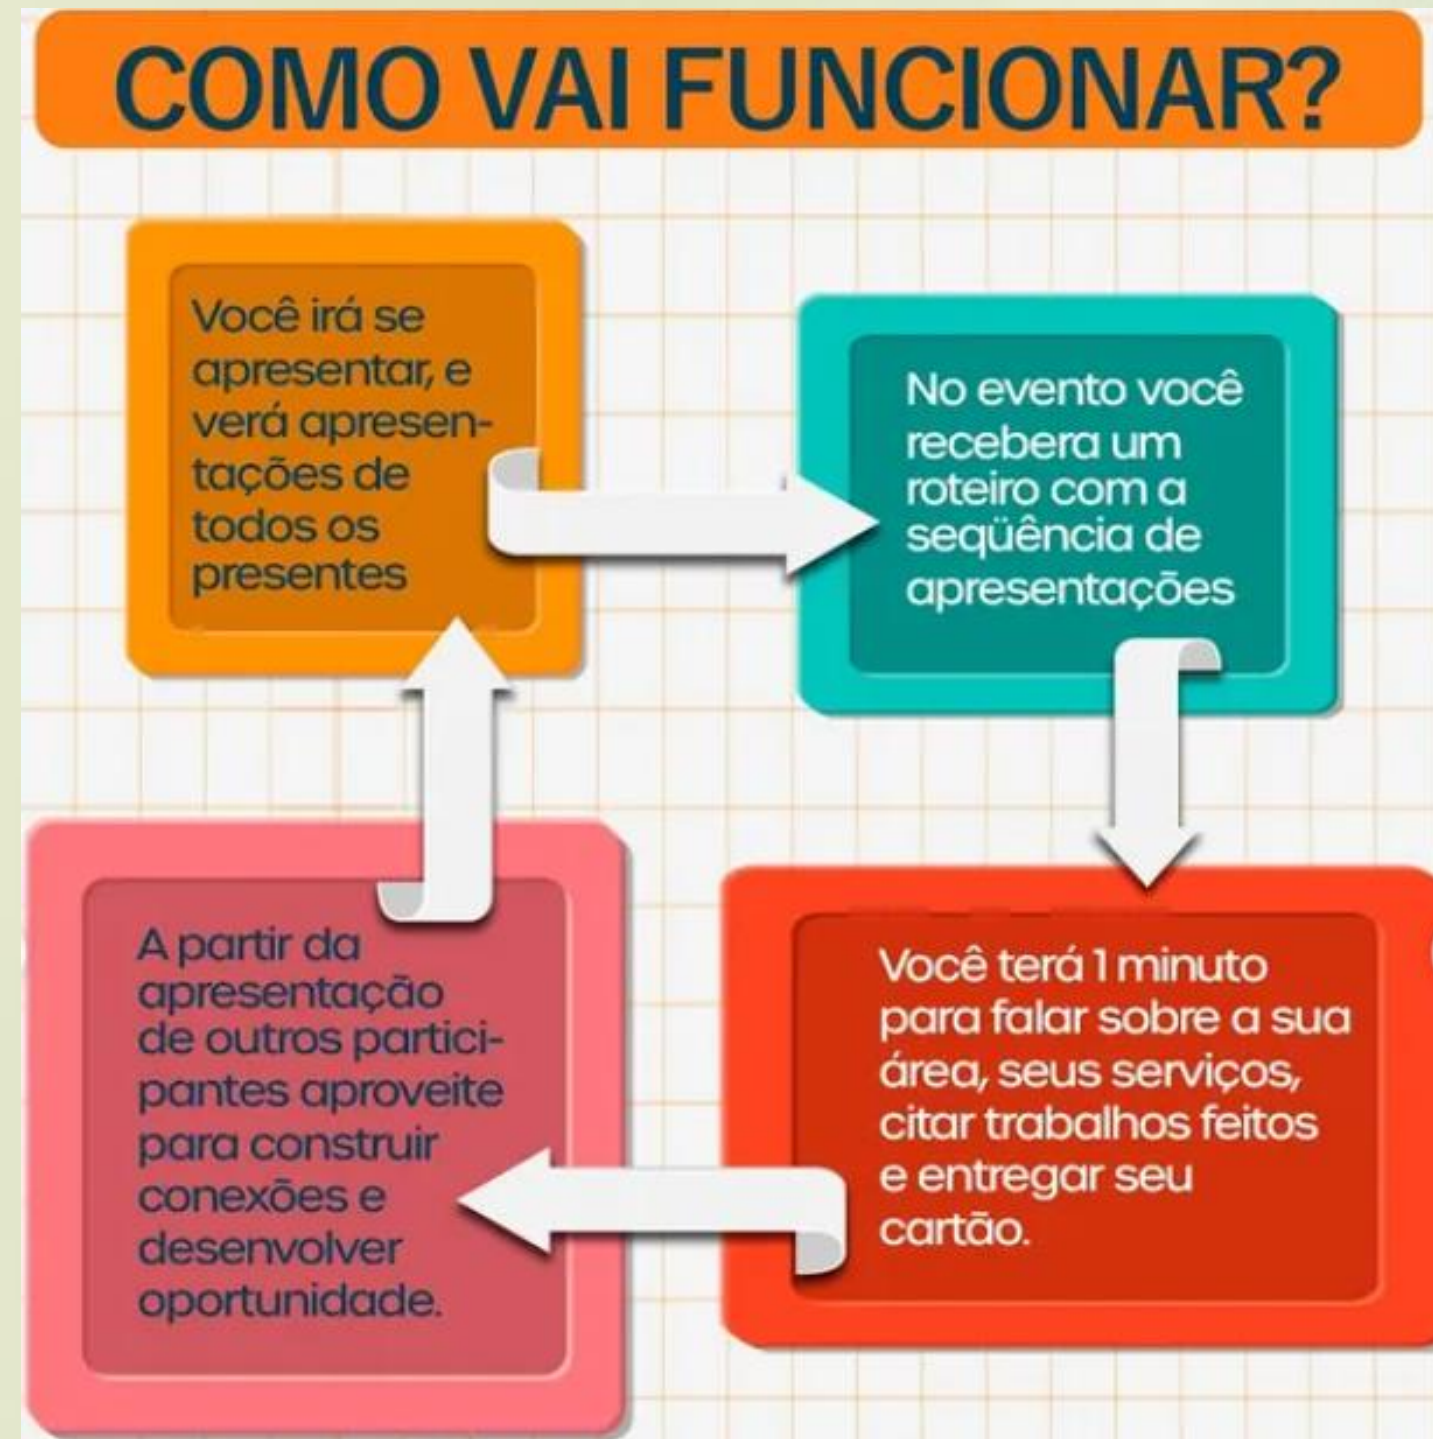 COMO VAI FUNCIONAR?
Você irá se
apresentar, e
verá apresen-
tações de
todos os
presentes
No evento você
recebera um
roteiro com a
seqüência de
apresentações
Você terá 1 minuto
para falar sobre a sua
área, seus serviços,
citar trabalhos feitos
e entregar seu
cartão.
A partir da
apresentação
de outros partici-
pantes aproveite
para construir
conexões e
desenvolver
oportunidade.